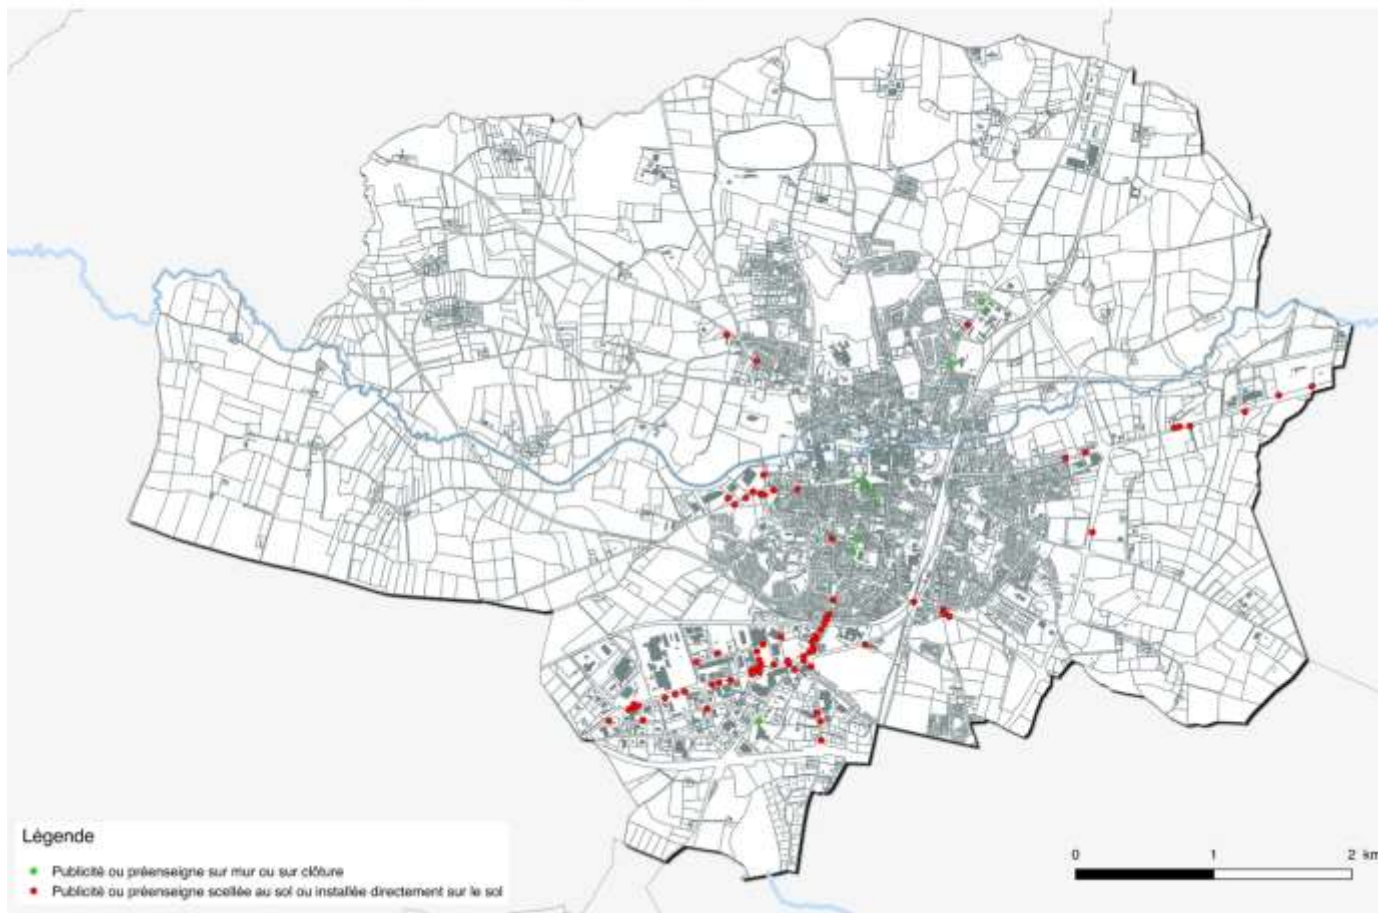 Légende
Publicité ou préenseigne sur mur ou sur clôture
Publicité ou préenseigne scellée au sol ou installée directement sur le sol
0 1 2 km